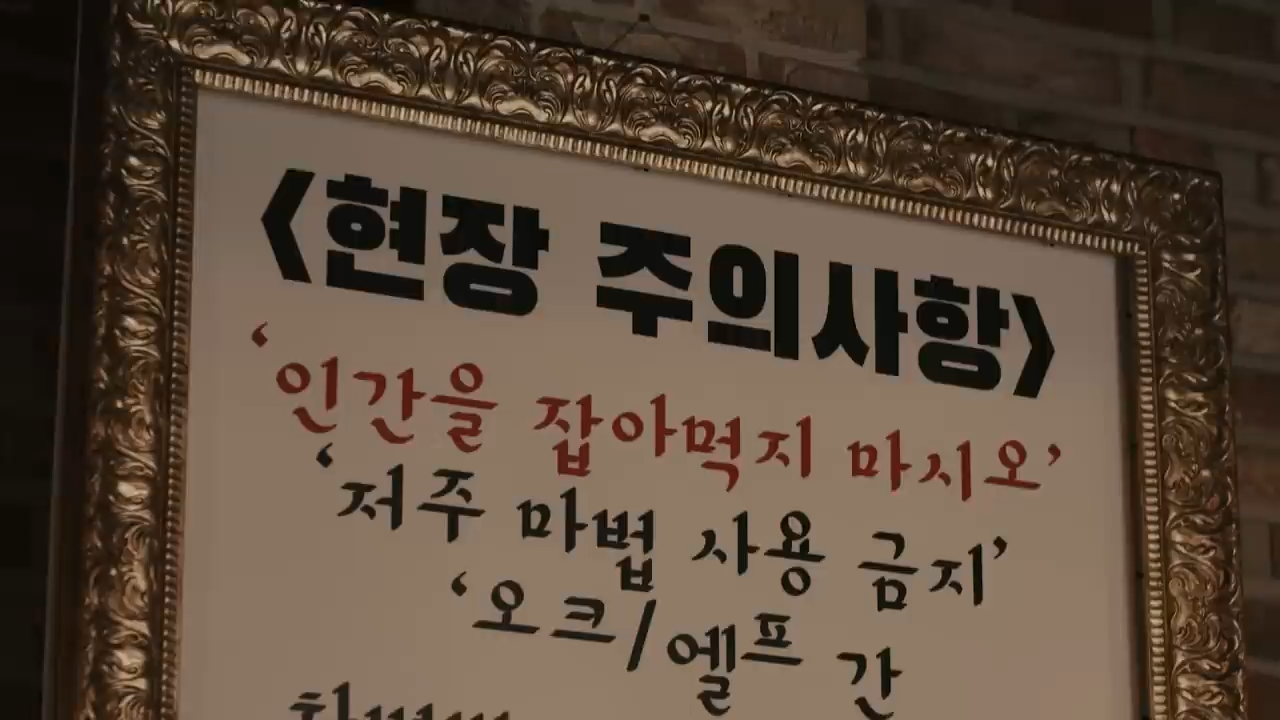 <현장 주의사항>
‘인간을 잡아먹지 마시오’
‘저주 마법 사용 금지’
‘오크/엘프 간